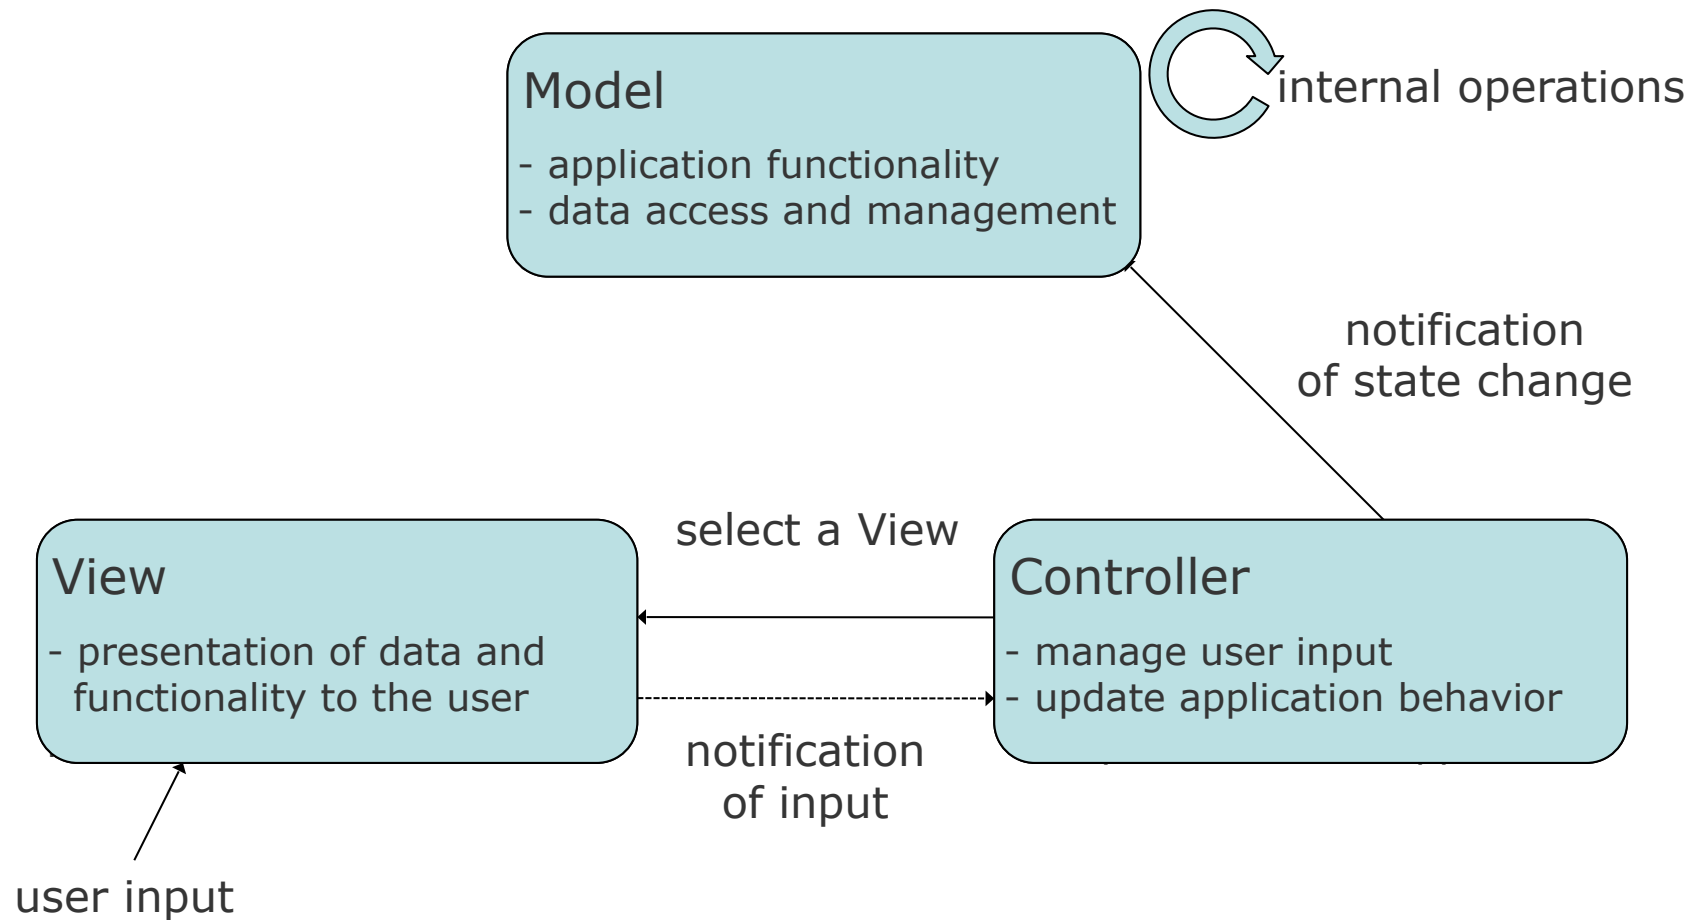 Model
- application functionality
- data access and management
internal operations
notification
of state change
select a View
View
- presentation of data and
functionality to the user
Controller
- manage user input
- update application behavior
notification
of input
user input